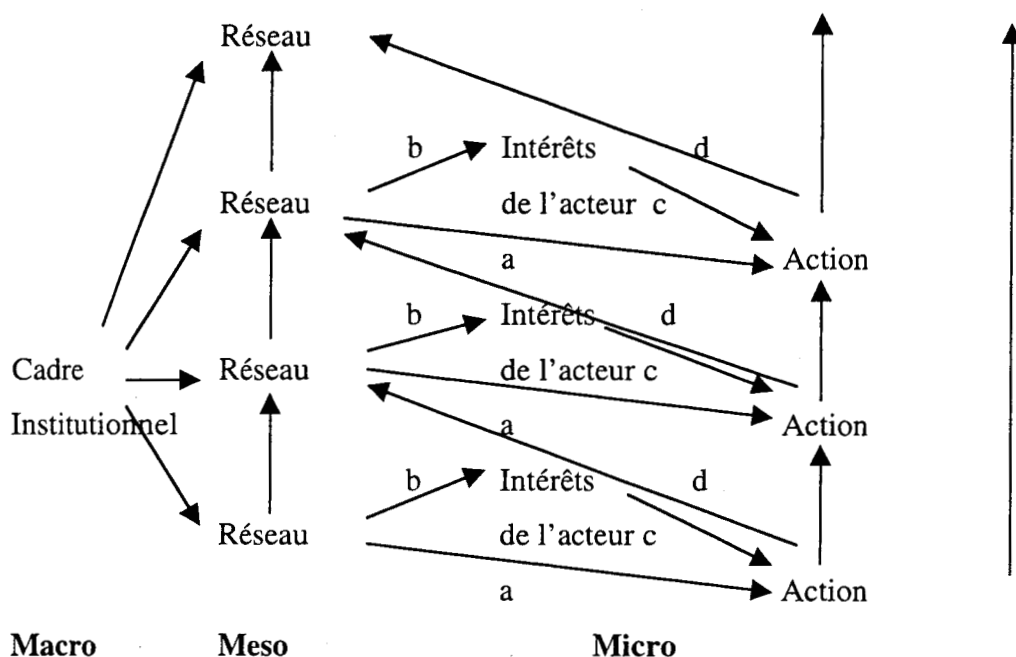 Réseau
b Intérêts d
Réseau de l'acteur c
a Action
b Intérêts d
Cadre Réseau de l'acteur c
Institutionnel a Action
b Intérêts d
Réseau de l'acteur c
a Action
Macro Meso Micro